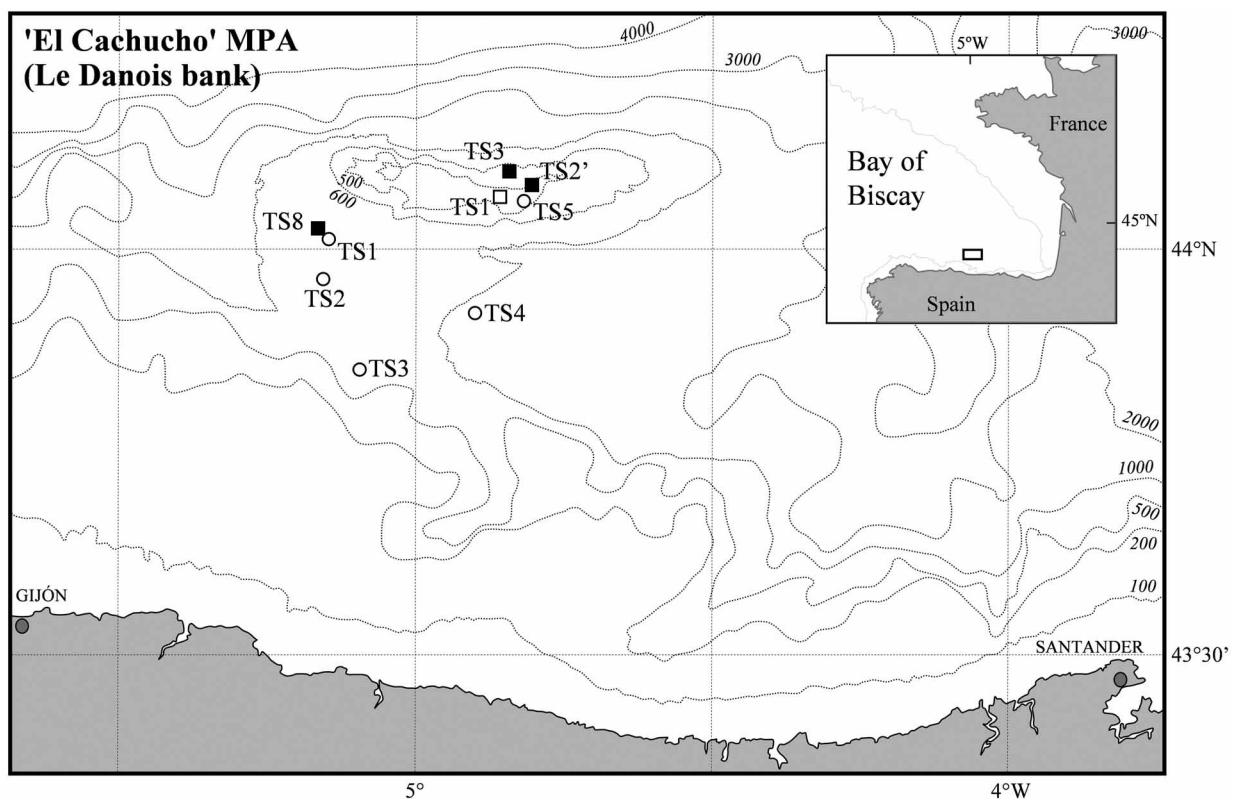 'El Cachucho' MPA
(Le Danois bank)
4000
3000
3000
5°W
France
Bay of
Biscay
45°N
Spain
TS3
TS2’
500
600
TS1
TS5
TS8
TS1
44°N
TS2
TS4
TS3
2000
1000
500
200
100
GIJÓN
SANTANDER
43°30’
5°
4°W